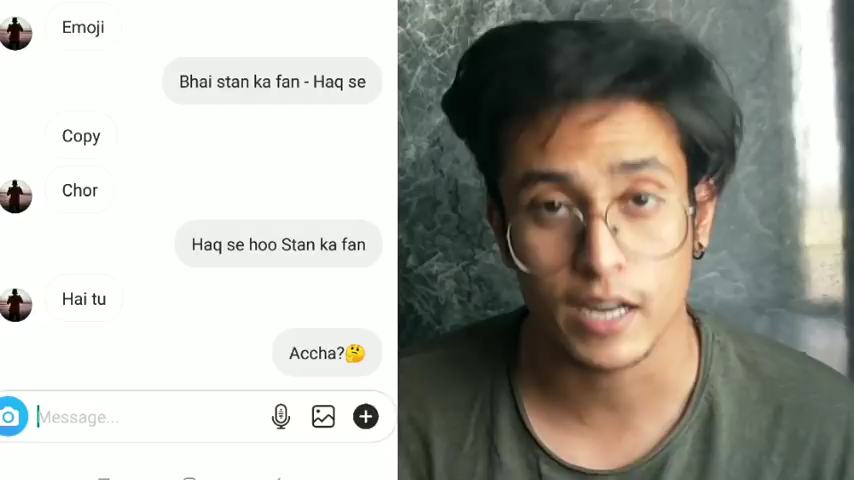 Emoji
Bhai stan ka fan - Haq se
Copy
Chor
Haq se hoo Stan ka fan
Hai tu
Accha?🤔
Message...